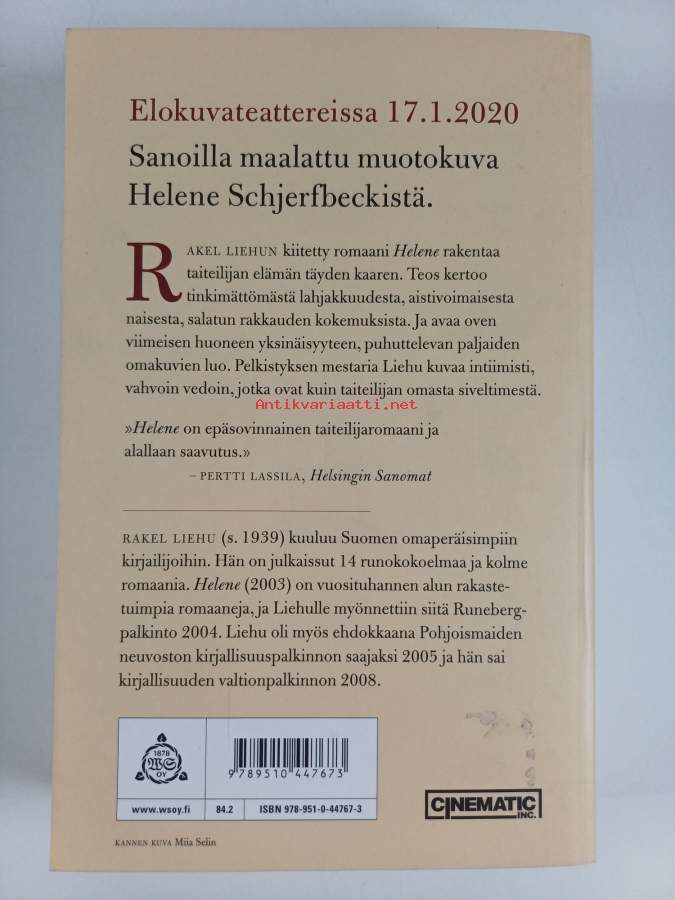 Elokuvateattereissa 17.1.2020
Sanoilla maalattu muotokuva
Helene Schjerfbeckistä.
RAKEL LIEHUN kiitetty romaani Helene rakentaa
taiteilijan elämän täyden kaaren. Teos kertoo
tinkimättömästä lahjakkuudesta, aistivoimaisesta
naisesta, salatun rakkauden kokemuksista. Ja avaa oven
viimeisen huoneen yksinäisyyteen, puhuttelevan paljaiden
omakuvien luo. Pelkistyksen mestaria Liehu kuvaa intiimisti,
vahvoin vedoin, jotka ovat kuin taiteilijan omasta siveltimestä.
Antikvariaatti.net
»Helene on epäsovinnainen taiteilijaromaani ja
alallaan saavutus.»
– PERTTI LASSILA, Helsingin Sanomat
RAKEL LIEHU (s. 1939) kuuluu Suomen omaperäisimpiin
kirjailijoihin. Hän on julkaissut 14 runokokoelmaa ja kolme
romaania. Helene (2003) on vuosituhannen alun rakaste-
tuimpia romaaneja, ja Liehulle myönnettiin siitä Runeberg-
palkinto 2004. Liehu oli myös ehdokkaana Pohjoismaiden
neuvoston kirjallisuuspalkinnon saajaksi 2005 ja hän sai
kirjallisuuden valtionpalkinnon 2008.
1878
WS
OY
9 789510 447673
www.wsoy.fi
84.2
ISBN 978-951-0-44767-3
CINEMATIC
INC.
KANNEN KUVA Miia Selin